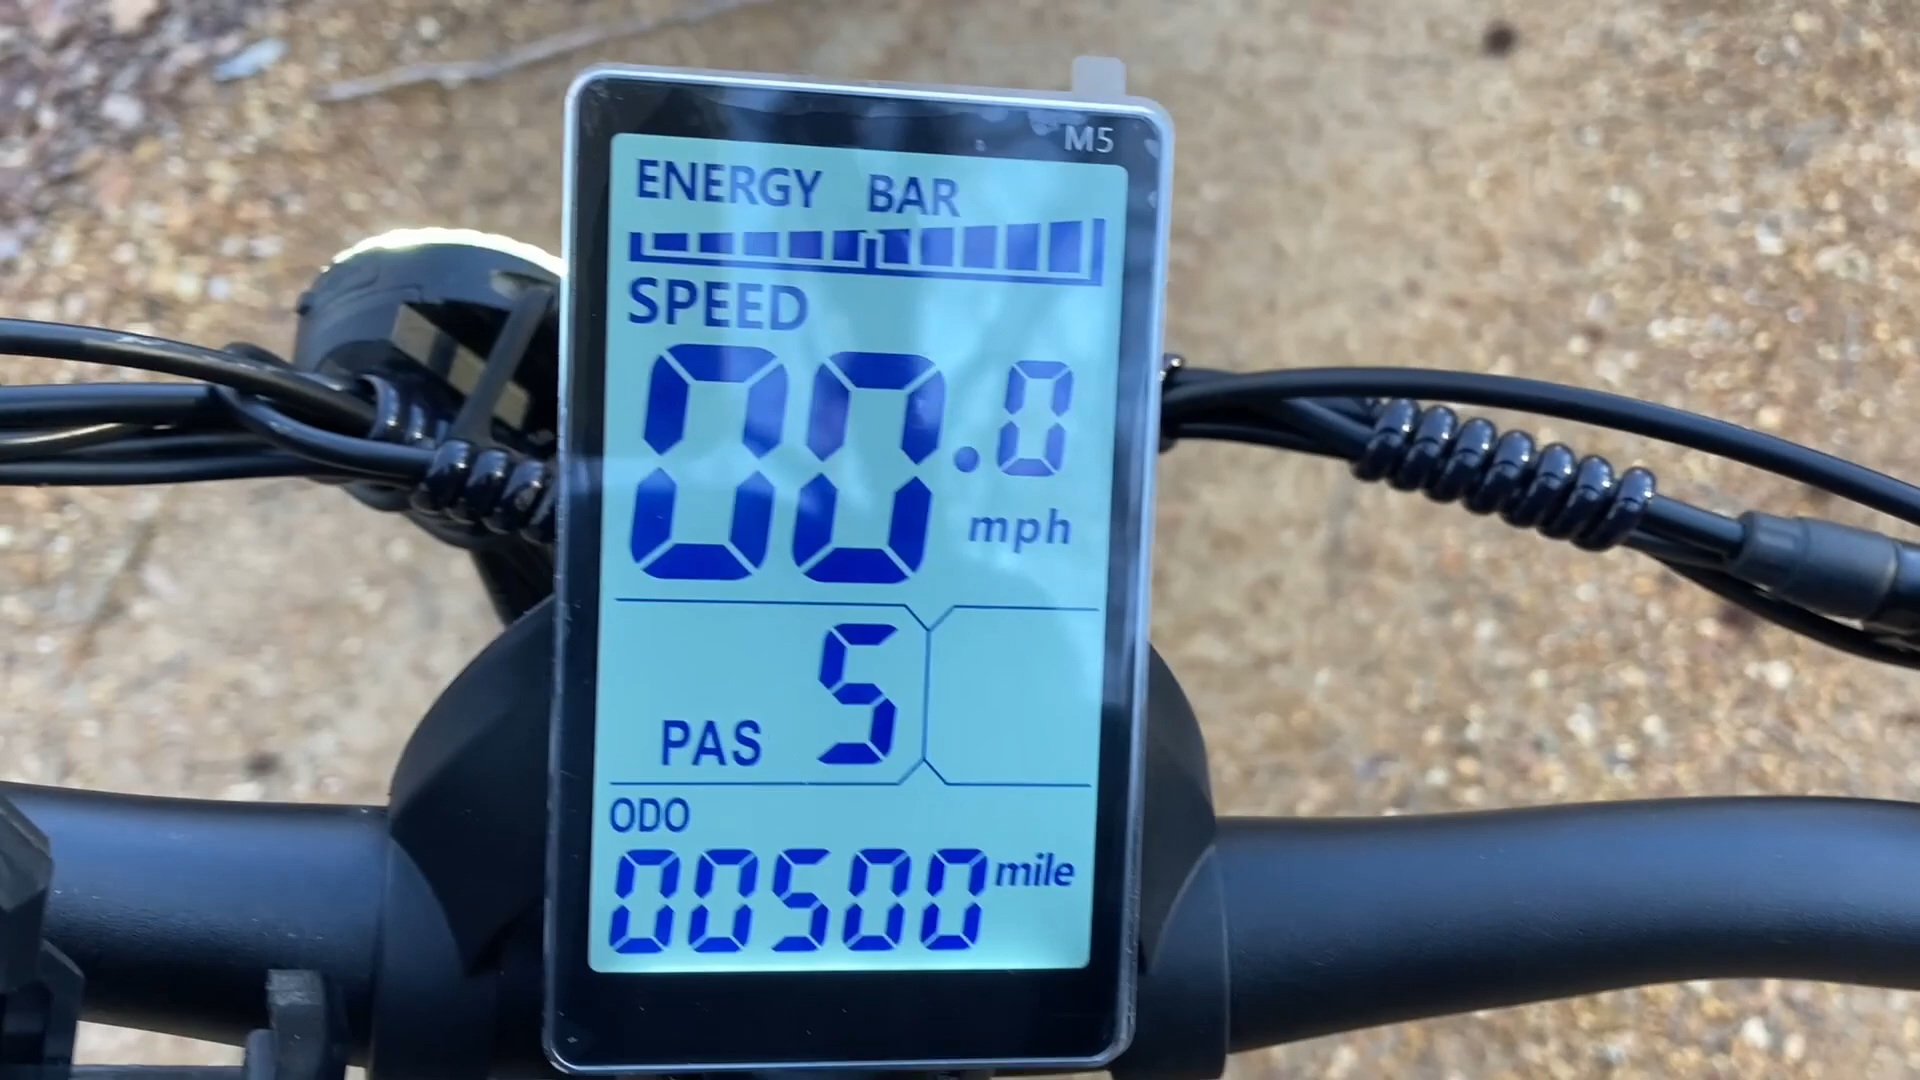 M5
ENERGY BAR
SPEED
00.0
mph
PAS 5
ODO
00500 mile